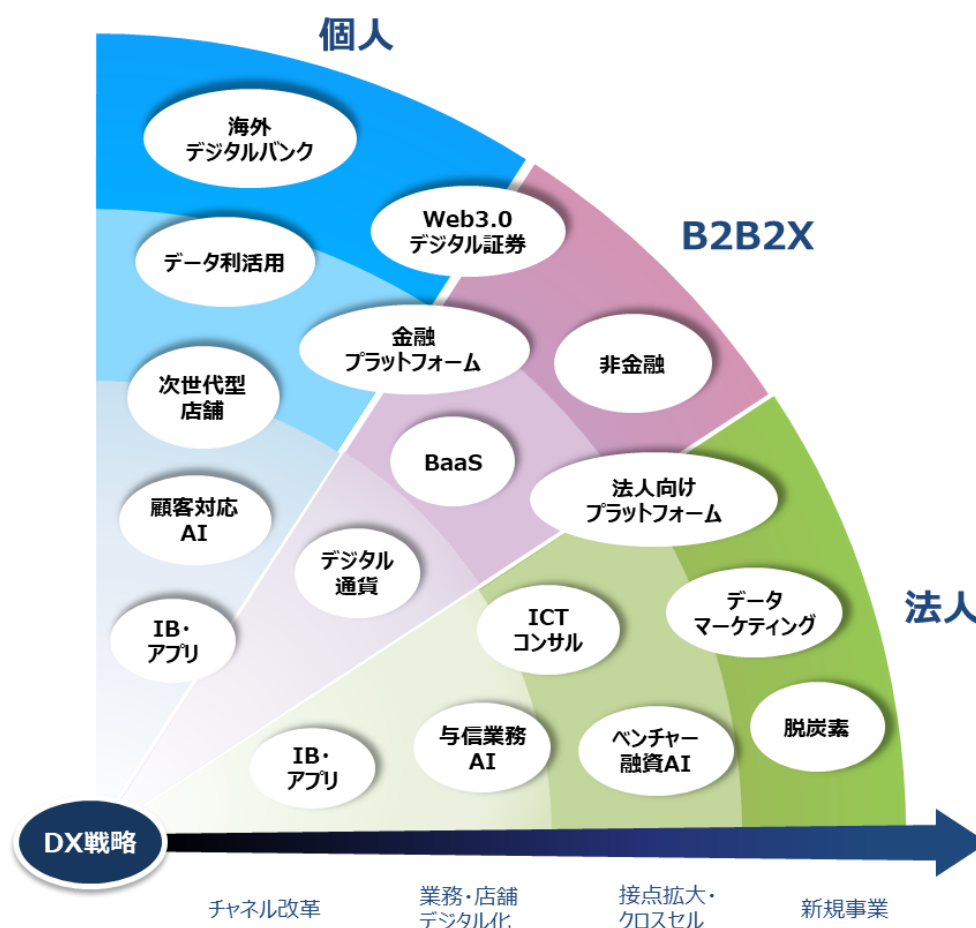 個人
海外
デジタルバンク
Web3.0
デジタル証券
B2B2X
データ利活用
金融
プラットフォーム
非金融
次世代型
店舗
BaaS
法人向け
プラットフォーム
顧客対応
AI
デジタル
通貨
データ
マーケティング
法人
ICT
コンサル
IB・
アプリ
IB・
アプリ
与信業務
AI
ベンチャー
融資AI
脱炭素
DX戦略
チャネル改革
業務・店舗
デジタル化
接点拡大・
クロスセル
新規事業